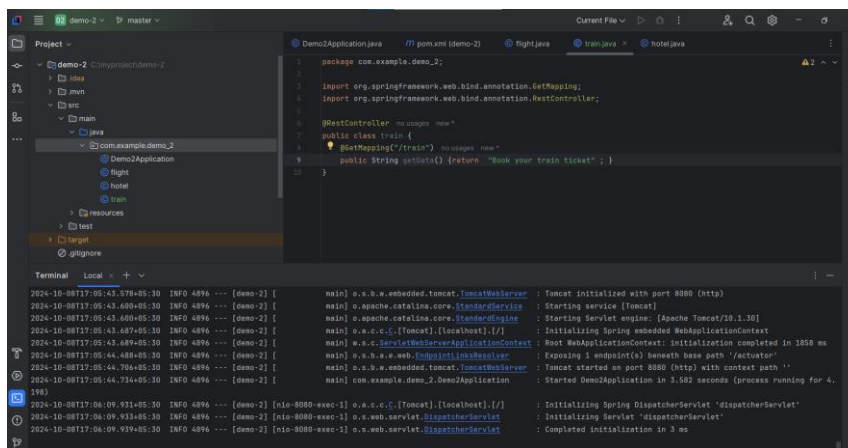 D2 demo-2 master Current File
Project
Demo2Application.java pom.xml (demo-2) flight.java train.java hotel.java
demo-2 C:\myproject\demo-2
.idea
.mvn
src
main
java
com.example.demo_2
Demo2Application
flight
hotel
train
resources
test
target
.gitignore
1 package com.example.demo_2;
2
3 import org.springframework.web.bind.annotation.GetMapping;
4 import org.springframework.web.bind.annotation.RestController;
5
6 @RestController no usages new *
7 public class train {
8 @GetMapping("/train") no usages new *
9 public String getData() {return "Book your train ticket" ; }
10 }
2
Terminal Local
2024-10-08T17:05:43.578+05:30 INFO 4896 --- [demo-2] [ main] o.s.b.w.embedded.tomcat.TomcatWebServer : Tomcat initialized with port 8080 (http)
2024-10-08T17:05:43.600+05:30 INFO 4896 --- [demo-2] [ main] o.apache.catalina.core.StandardService : Starting service [Tomcat]
2024-10-08T17:05:43.600+05:30 INFO 4896 --- [demo-2] [ main] o.apache.catalina.core.StandardEngine : Starting Servlet engine: [Apache Tomcat/10.1.30]
2024-10-08T17:05:43.687+05:30 INFO 4896 --- [demo-2] [ main] o.a.c.c.C.[Tomcat].[localhost].[/] : Initializing Spring embedded WebApplicationContext
2024-10-08T17:05:43.689+05:30 INFO 4896 --- [demo-2] [ main] w.s.c.ServletWebServerApplicationContext : Root WebApplicationContext: initialization completed in 1858 ms
2024-10-08T17:05:44.488+05:30 INFO 4896 --- [demo-2] [ main] o.s.b.a.e.web.EndpointLinksResolver : Exposing 1 endpoint(s) beneath base path '/actuator'
2024-10-08T17:05:44.706+05:30 INFO 4896 --- [demo-2] [ main] o.s.b.w.embedded.tomcat.TomcatWebServer : Tomcat started on port 8080 (http) with context path ''
2024-10-08T17:05:44.734+05:30 INFO 4896 --- [demo-2] [ main] com.example.demo_2.Demo2Application : Started Demo2Application in 3.582 seconds (process running for 4.
198)
2024-10-08T17:06:09.931+05:30 INFO 4896 --- [demo-2] [nio-8080-exec-1] o.a.c.c.C.[Tomcat].[localhost].[/] : Initializing Spring DispatcherServlet 'dispatcherServlet'
2024-10-08T17:06:09.933+05:30 INFO 4896 --- [demo-2] [nio-8080-exec-1] o.s.web.servlet.DispatcherServlet : Initializing Servlet 'dispatcherServlet'
2024-10-08T17:06:09.939+05:30 INFO 4896 --- [demo-2] [nio-8080-exec-1] o.s.web.servlet.DispatcherServlet : Completed initialization in 3 ms